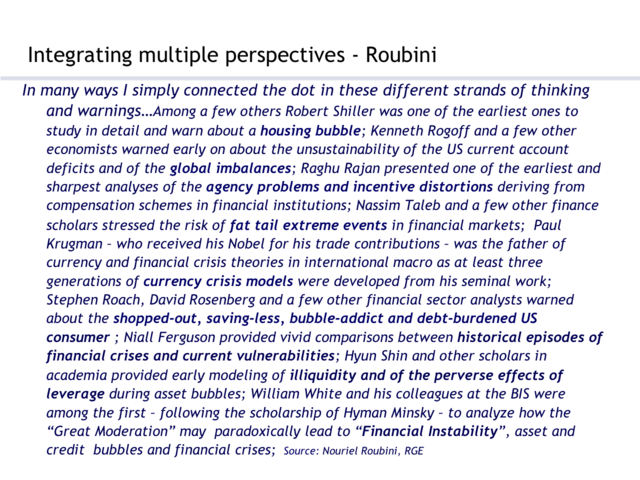 Integrating multiple perspectives - Roubini
In many ways I simply connected the dot in these different strands of thinking
and warnings…Among a few others Robert Shiller was one of the earliest ones to
study in detail and warn about a housing bubble; Kenneth Rogoff and a few other
economists warned early on about the unsustainability of the US current account
deficits and of the global imbalances; Raghu Rajan presented one of the earliest and
sharpest analyses of the agency problems and incentive distortions deriving from
compensation schemes in financial institutions; Nassim Taleb and a few other finance
scholars stressed the risk of fat tail extreme events in financial markets;  Paul
Krugman – who received his Nobel for his trade contributions – was the father of
currency and financial crisis theories in international macro as at least three
generations of currency crisis models were developed from his seminal work;
Stephen Roach, David Rosenberg and a few other financial sector analysts warned
about the shopped-out, saving-less, bubble-addict and debt-burdened US
consumer ; Niall Ferguson provided vivid comparisons between historical episodes of
financial crises and current vulnerabilities; Hyun Shin and other scholars in
academia provided early modeling of illiquidity and of the perverse effects of
leverage during asset bubbles; William White and his colleagues at the BIS were
among the first – following the scholarship of Hyman Minsky – to analyze how the
“Great Moderation” may  paradoxically lead to “Financial Instability”, asset and
credit  bubbles and financial crises;  Source: Nouriel Roubini, RGE